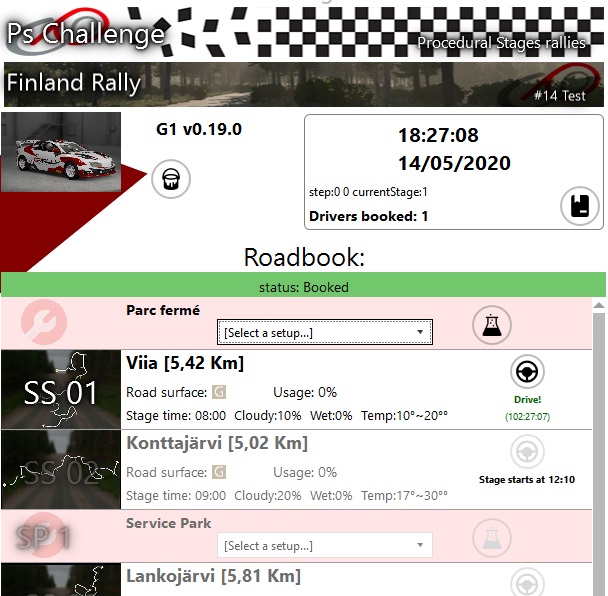 Ps Challenge
Procedural Stages rallies
Finland Rally
#14 Test
G1 v0.19.0
18:27:08
14/05/2020
step:0 0 currentStage:1
Drivers booked: 1
Roadbook:
status: Booked
Parc fermé
[Select a setup...]
SS 01
Viia [5,42 Km]
Road surface: G Usage: 0%
Stage time: 08:00 Cloudy:10% Wet:0% Temp:10°~20°°
Drive!
(102:27:07)
SS 02
Konttajärvi [5,02 Km]
Road surface: G Usage: 0%
Stage time: 09:00 Cloudy:20% Wet:0% Temp:17°~30°°
Stage starts at 12:10
SP 1
Service Park
[Select a setup...]
Lankojärvi [5,81 Km]